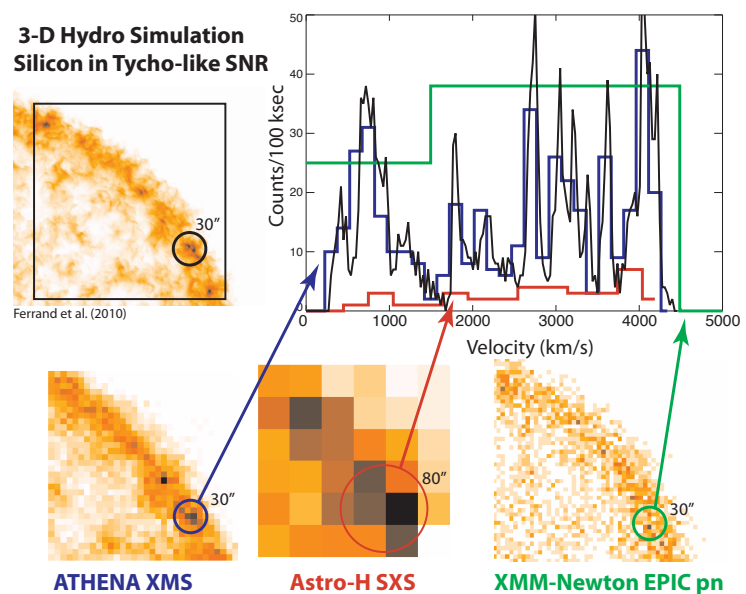 3-D Hydro Simulation
Silicon in Tycho-like SNR
30”
Ferrand et al. (2010)
Counts/100 ksec
50
40
30
20
10
0
0 1000 2000 3000 4000 5000
Velocity (km/s)
30”
ATHENA XMS
80”
Astro-H SXS
30”
XMM-Newton EPIC pn